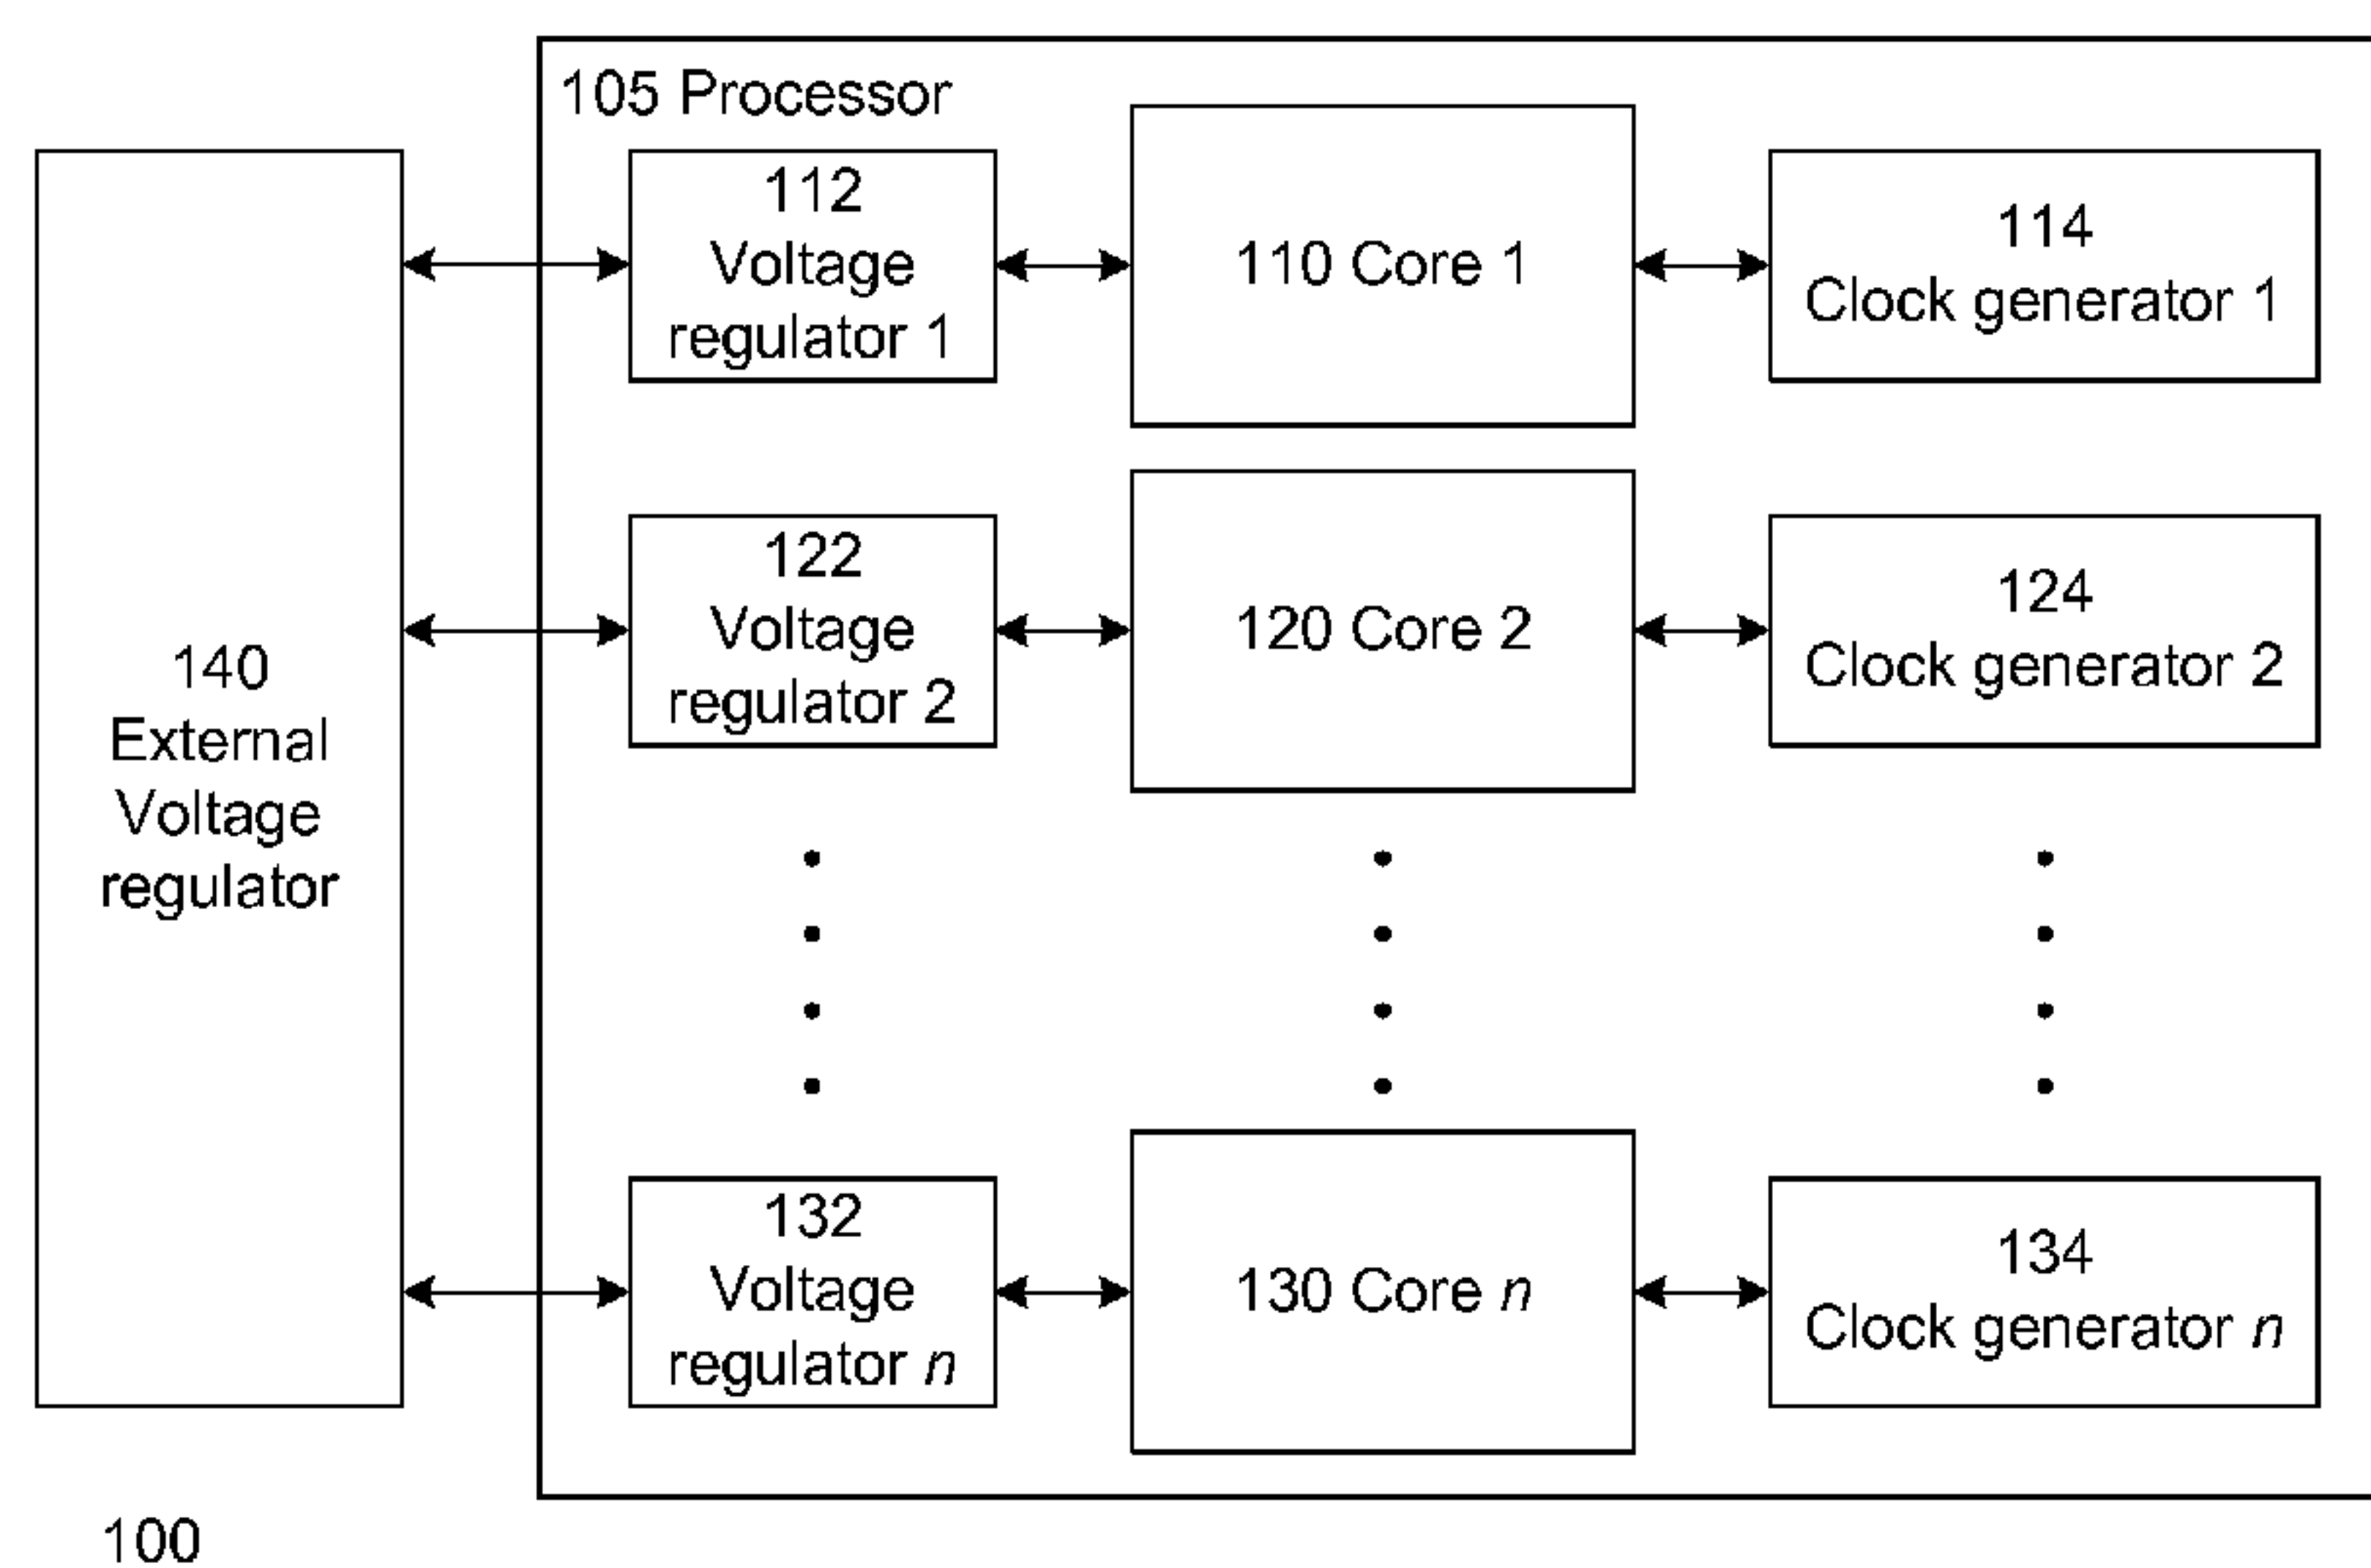 105 Processor
112
Voltage
regulator 1
110 Core 1
114
Clock generator 1
122
Voltage
regulator 2
120 Core 2
124
Clock generator 2
140
External
Voltage
regulator
132
Voltage
regulator n
130 Core n
134
Clock generator n
100